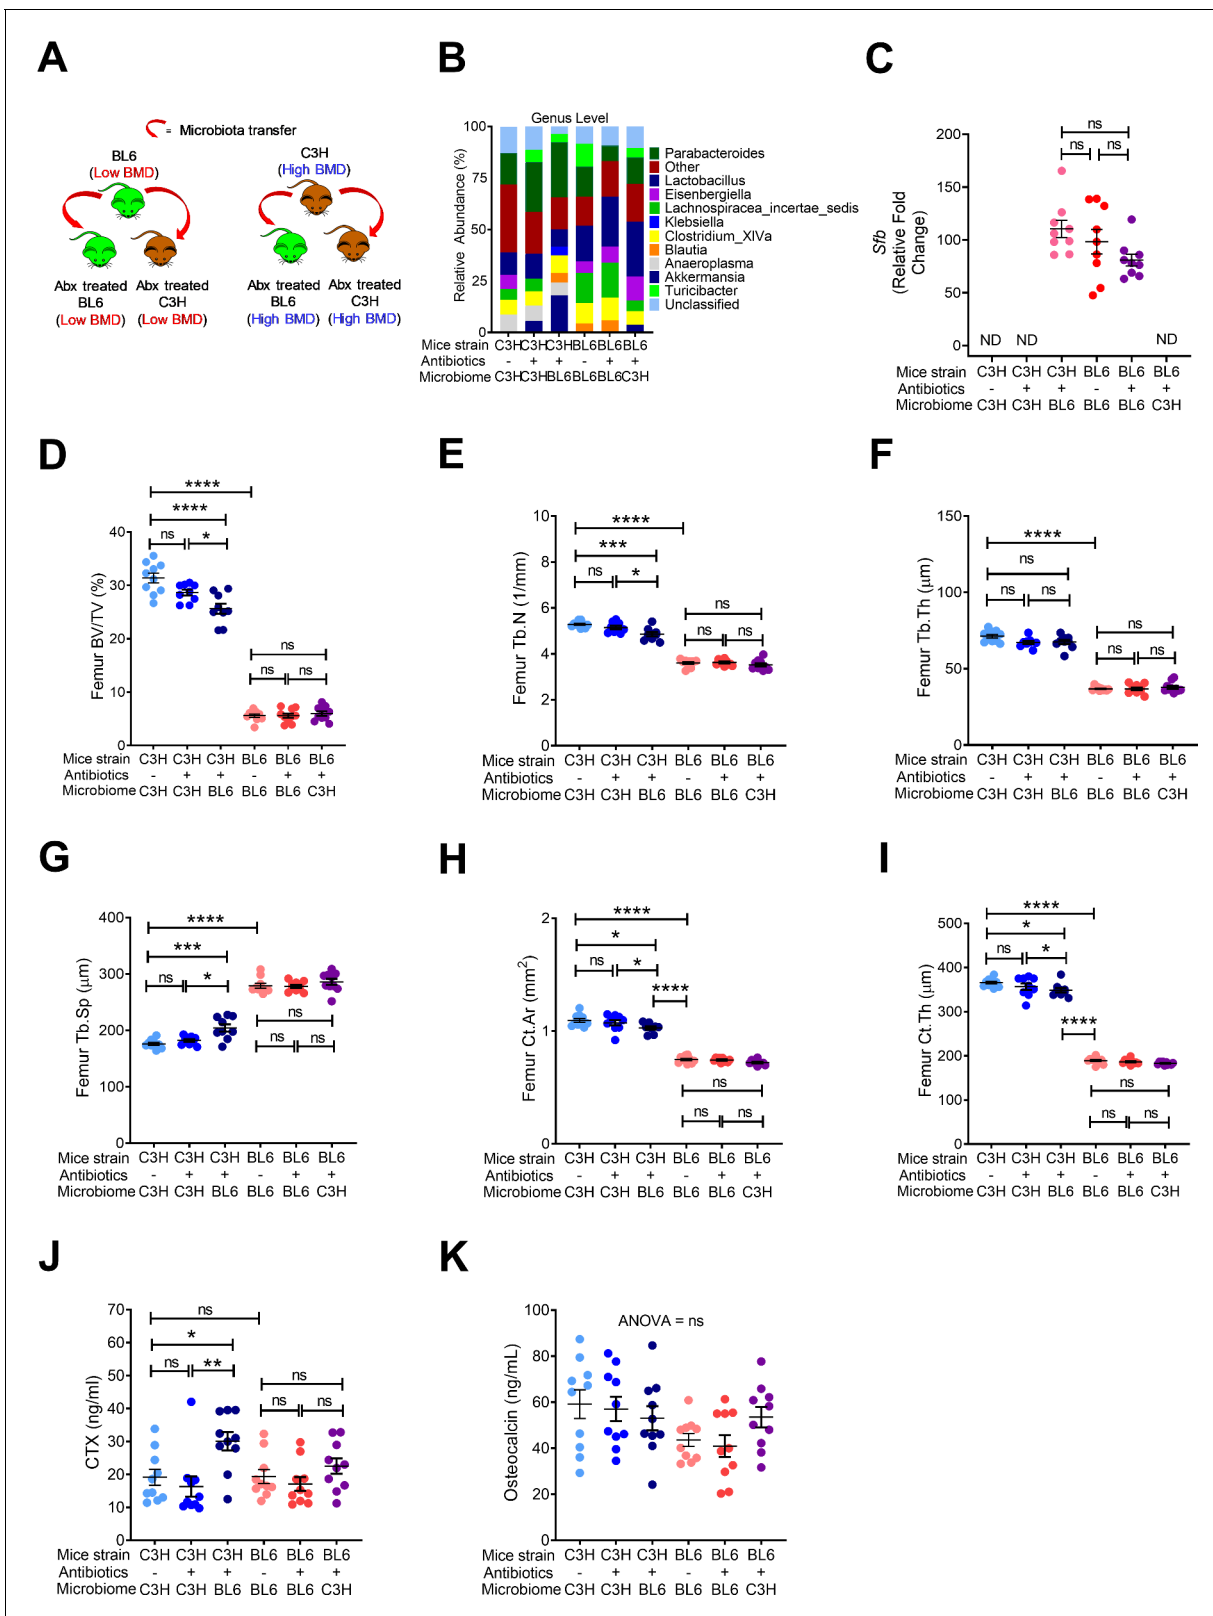 A
= Microbiota transfer
BL6
(Low BMD)
C3H
(High BMD)
Abx treated
BL6
(Low BMD)
Abx treated
C3H
(Low BMD)
Abx treated
BL6
(High BMD)
Abx treated
C3H
(High BMD)
B
Genus Level
Relative Abundance (%)
100
75
50
25
0
Parabacteroides
Other
Lactobacillus
Eisenbergiella
Lachnospiracea_incertae_sedis
Klebsiella
Clostridium_XIVa
Blautia
Anaeroplasma
Akkermansia
Turicibacter
Unclassified
Mice strain C3H C3H C3H BL6 BL6 BL6
Antibiotics - + + - + +
Microbiome C3H C3H BL6 BL6 BL6 C3H
C
Sfb
(Relative Fold
Change)
200
150
100
50
0
ns
ns ns
ND ND ND
Mice strain C3H C3H C3H BL6 BL6 BL6
Antibiotics - + + - + +
Microbiome C3H C3H BL6 BL6 BL6 C3H
D
Femur BV/TV (%)
40
30
20
10
0
****
****
ns *
ns
ns ns
Mice strain C3H C3H C3H BL6 BL6 BL6
Antibiotics - + + - + +
Microbiome C3H C3H BL6 BL6 BL6 C3H
E
Femur Tb.N (1/mm)
10
8
6
4
2
0
****
***
ns *
ns
ns ns
Mice strain C3H C3H C3H BL6 BL6 BL6
Antibiotics - + + - + +
Microbiome C3H C3H BL6 BL6 BL6 C3H
F
Femur Tb.Th (μm)
150
100
50
0
****
ns
ns ns
ns
ns ns
Mice strain C3H C3H C3H BL6 BL6 BL6
Antibiotics - + + - + +
Microbiome C3H C3H BL6 BL6 BL6 C3H
G
Femur Tb.Sp (μm)
400
300
200
100
0
****
***
ns *
ns
ns ns
Mice strain C3H C3H C3H BL6 BL6 BL6
Antibiotics - + + - + +
Microbiome C3H C3H BL6 BL6 BL6 C3H
H
Femur Ct.Ar (mm2)
2
1
0
****
*
ns *
****
ns
ns ns
Mice strain C3H C3H C3H BL6 BL6 BL6
Antibiotics - + + - + +
Microbiome C3H C3H BL6 BL6 BL6 C3H
I
Femur Ct.Th (μm)
500
400
300
200
100
0
****
*
ns *
****
ns
ns ns
Mice strain C3H C3H C3H BL6 BL6 BL6
Antibiotics - + + - + +
Microbiome C3H C3H BL6 BL6 BL6 C3H
J
CTX (ng/ml)
70
60
50
40
30
20
10
0
ns
*
ns **
ns
ns ns
Mice strain C3H C3H C3H BL6 BL6 BL6
Antibiotics - + + - + +
Microbiome C3H C3H BL6 BL6 BL6 C3H
K
Osteocalcin (ng/mL)
100
80
60
40
20
0
ANOVA = ns
Mice strain C3H C3H C3H BL6 BL6 BL6
Antibiotics - + + - + +
Microbiome C3H C3H BL6 BL6 BL6 C3H